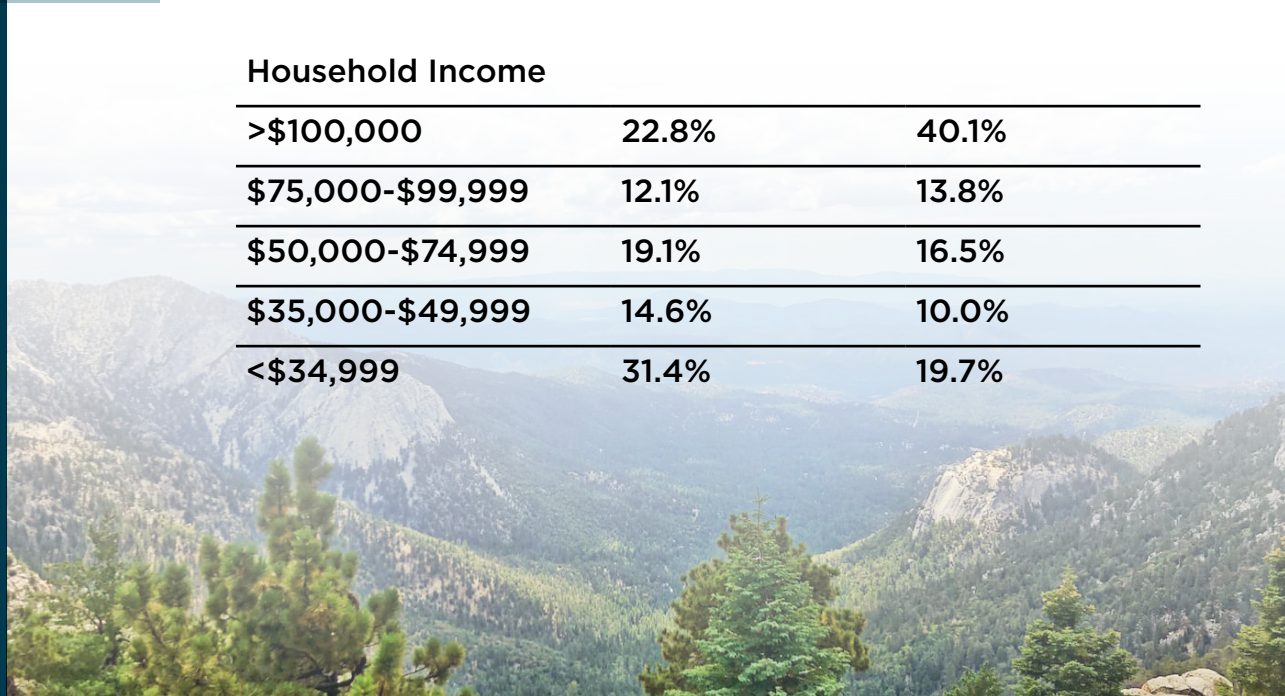 Household Income
>$100,000 22.8% 40.1%
$75,000-$99,999 12.1% 13.8%
$50,000-$74,999 19.1% 16.5%
$35,000-$49,999 14.6% 10.0%
<$34,999 31.4% 19.7%